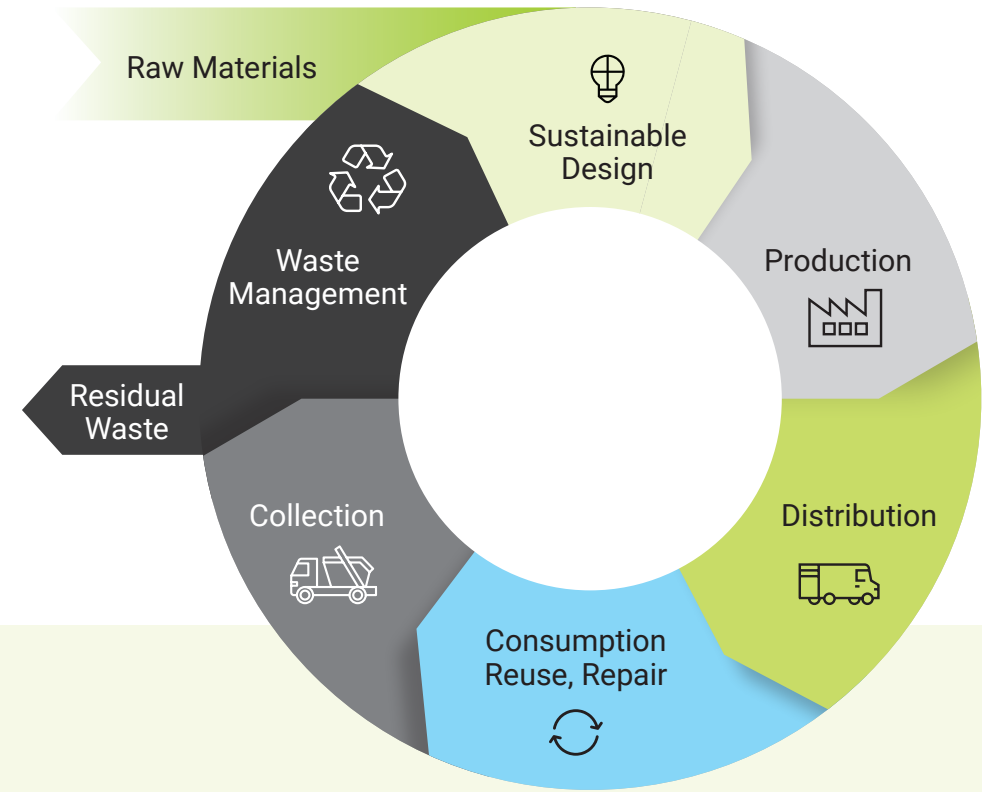 Raw Materials
Sustainable
Design
Production
Distribution
Consumption
Reuse, Repair
Collection
Residual
Waste
Waste
Management